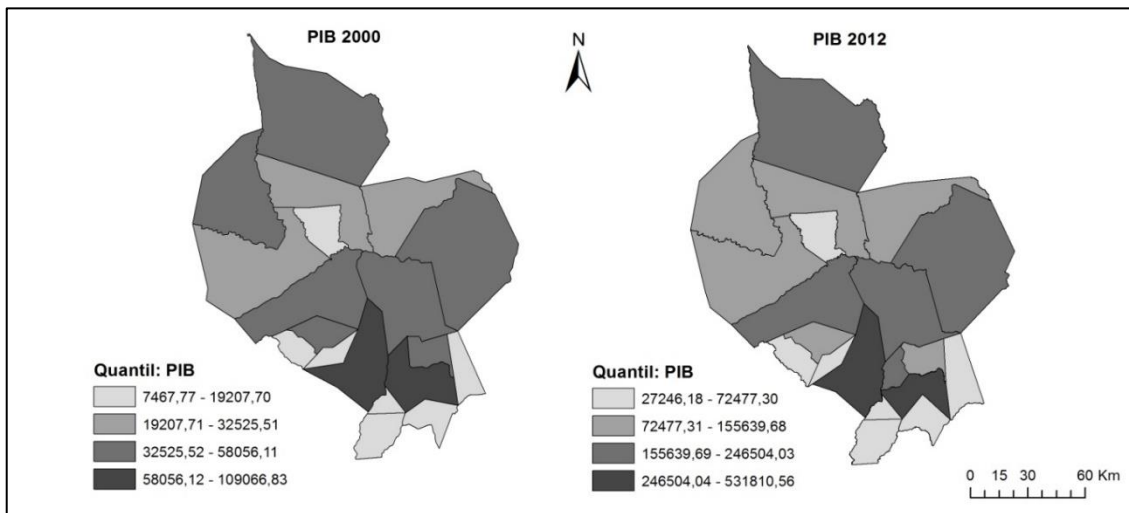 PIB 2000
N
PIB 2012
Quantil: PIB
7467,77 - 19207,70
19207,71 - 32525,51
32525,52 - 58056,11
58056,12 - 109066,83
Quantil: PIB
27246,18 - 72477,30
72477,31 - 155639,68
155639,69 - 246504,03
246504,04 - 531810,56
0 15 30 60 Km